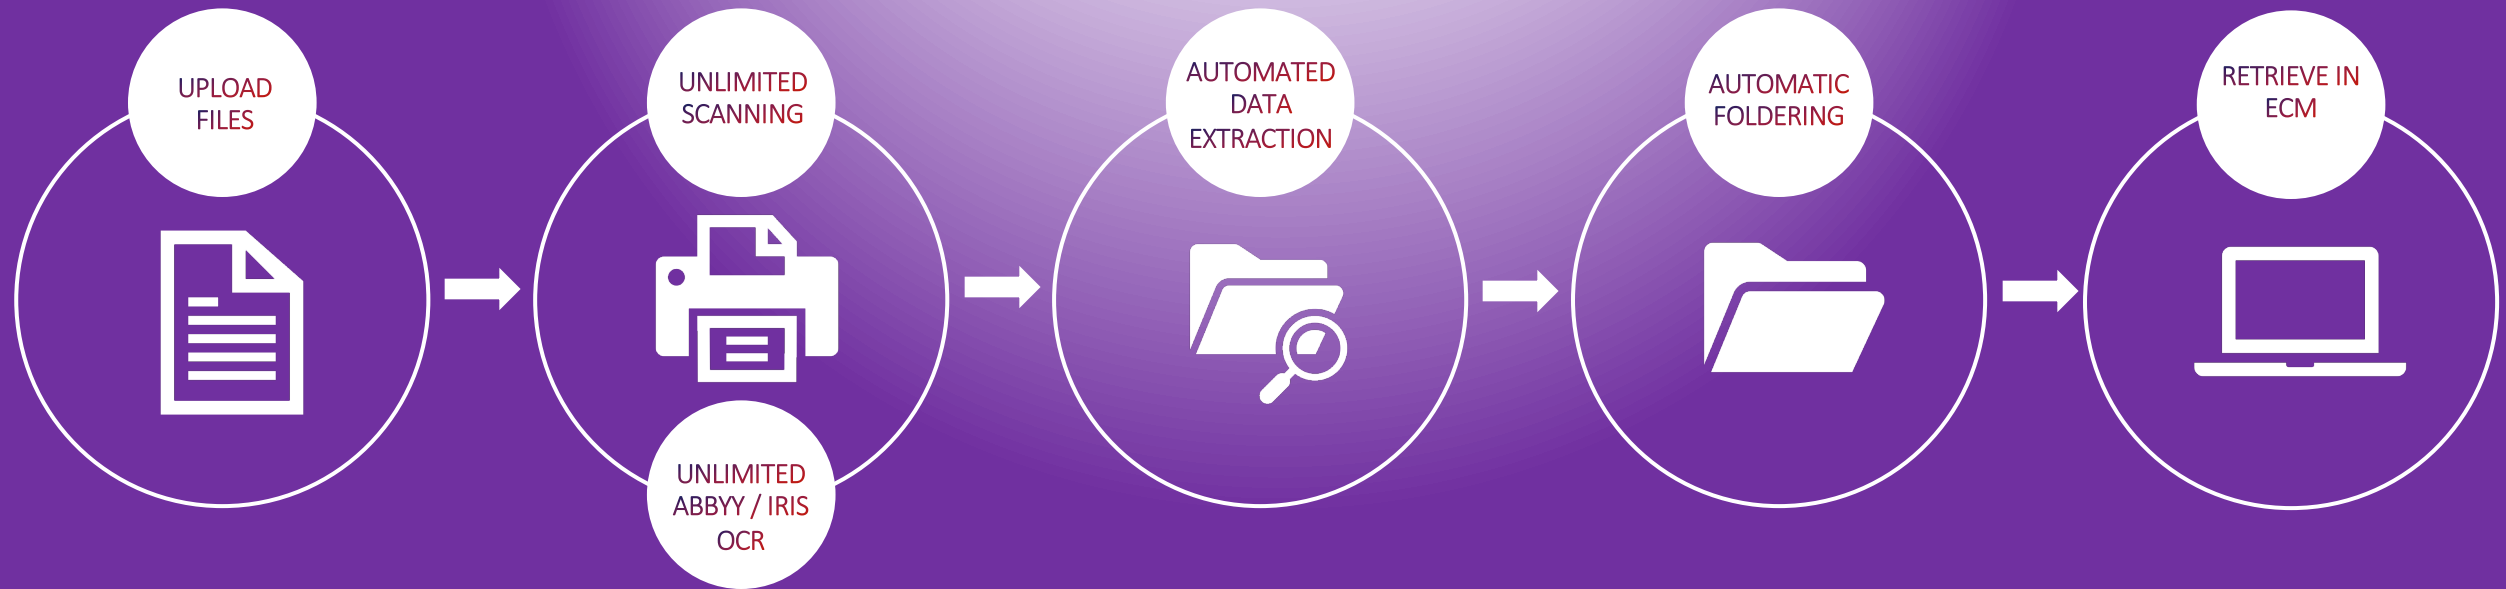 UPLOAD
FILES
UNLIMITED
SCANNING
UNLIMITED
ABBYY / IRIS
OCR
AUTOMATED
DATA
EXTRACTION
AUTOMATIC
FOLDERING
RETRIEVE IN
ECM